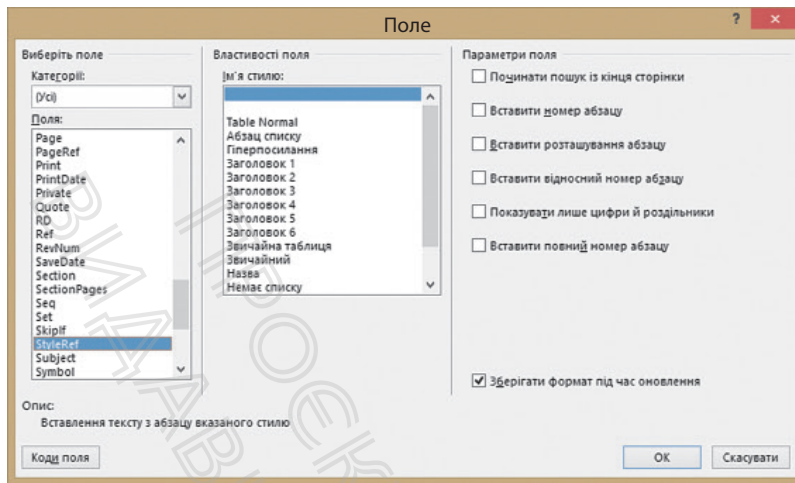 Поле
?
×
Виберіть поле
Категорії:
(Усі)
Поля:
Page
PageRef
Print
PrintDate
Private
Quote
RD
Ref
RevNum
SaveDate
Section
SectionPages
Seq
Set
SkipIf
StyleRef
Subject
Symbol
Властивості поля
Ім'я стилю:
Table Normal
Абзац списку
Гіперпосилання
Заголовок 1
Заголовок 2
Заголовок 3
Заголовок 4
Заголовок 5
Заголовок 6
Звичайна таблиця
Звичайний
Назва
Немає списку
Параметри поля
Починати пошук із кінця сторінки
Вставити номер абзацу
Вставити розташування абзацу
Вставити відносний номер абзацу
Показувати лише цифри й роздільники
Вставити повний номер абзацу
Зберігати формат під час оновлення
Опис:
Вставлення тексту з абзацу вказаного стилю
Коди поля
ОК
Скасувати